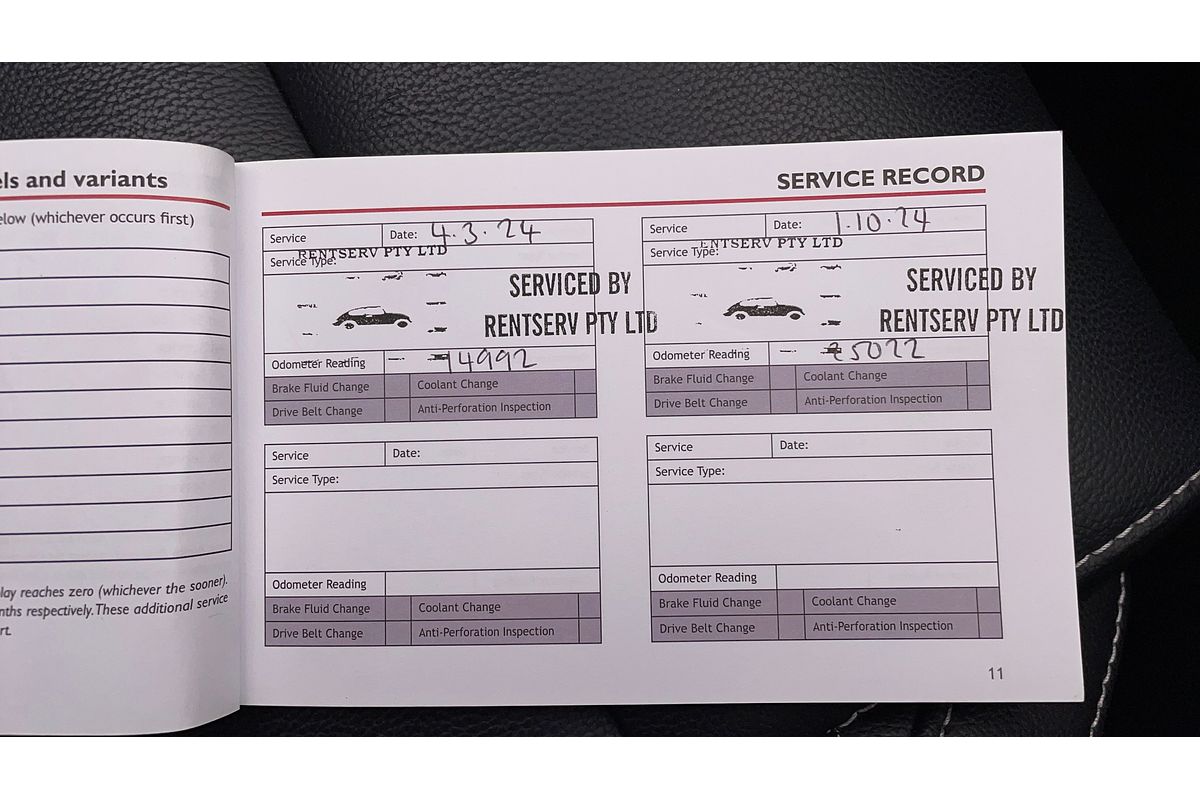 els and variants
elow (whichever occurs first)
lay reaches zero (whichever the sooner).
nths respectively. These additional service
rt.
SERVICE RECORD
Service
Date: 4.3.24
RENTSERV PTY LTD
Service Type:
SERVICED BY
RENTSERV PTY LTD
Odometer Reading
14992
Brake Fluid Change
Coolant Change
Drive Belt Change
Anti-Perforation Inspection
Service
Date: 1.10.24
ENTSERV PTY LTD
Service Type:
SERVICED BY
RENTSERV PTY LTD
Odometer Reading
25022
Brake Fluid Change
Coolant Change
Drive Belt Change
Anti-Perforation Inspection
Service
Date:
Service Type:
Odometer Reading
Brake Fluid Change
Coolant Change
Drive Belt Change
Anti-Perforation Inspection
Service
Date:
Service Type:
Odometer Reading
Brake Fluid Change
Coolant Change
Drive Belt Change
Anti-Perforation Inspection
11